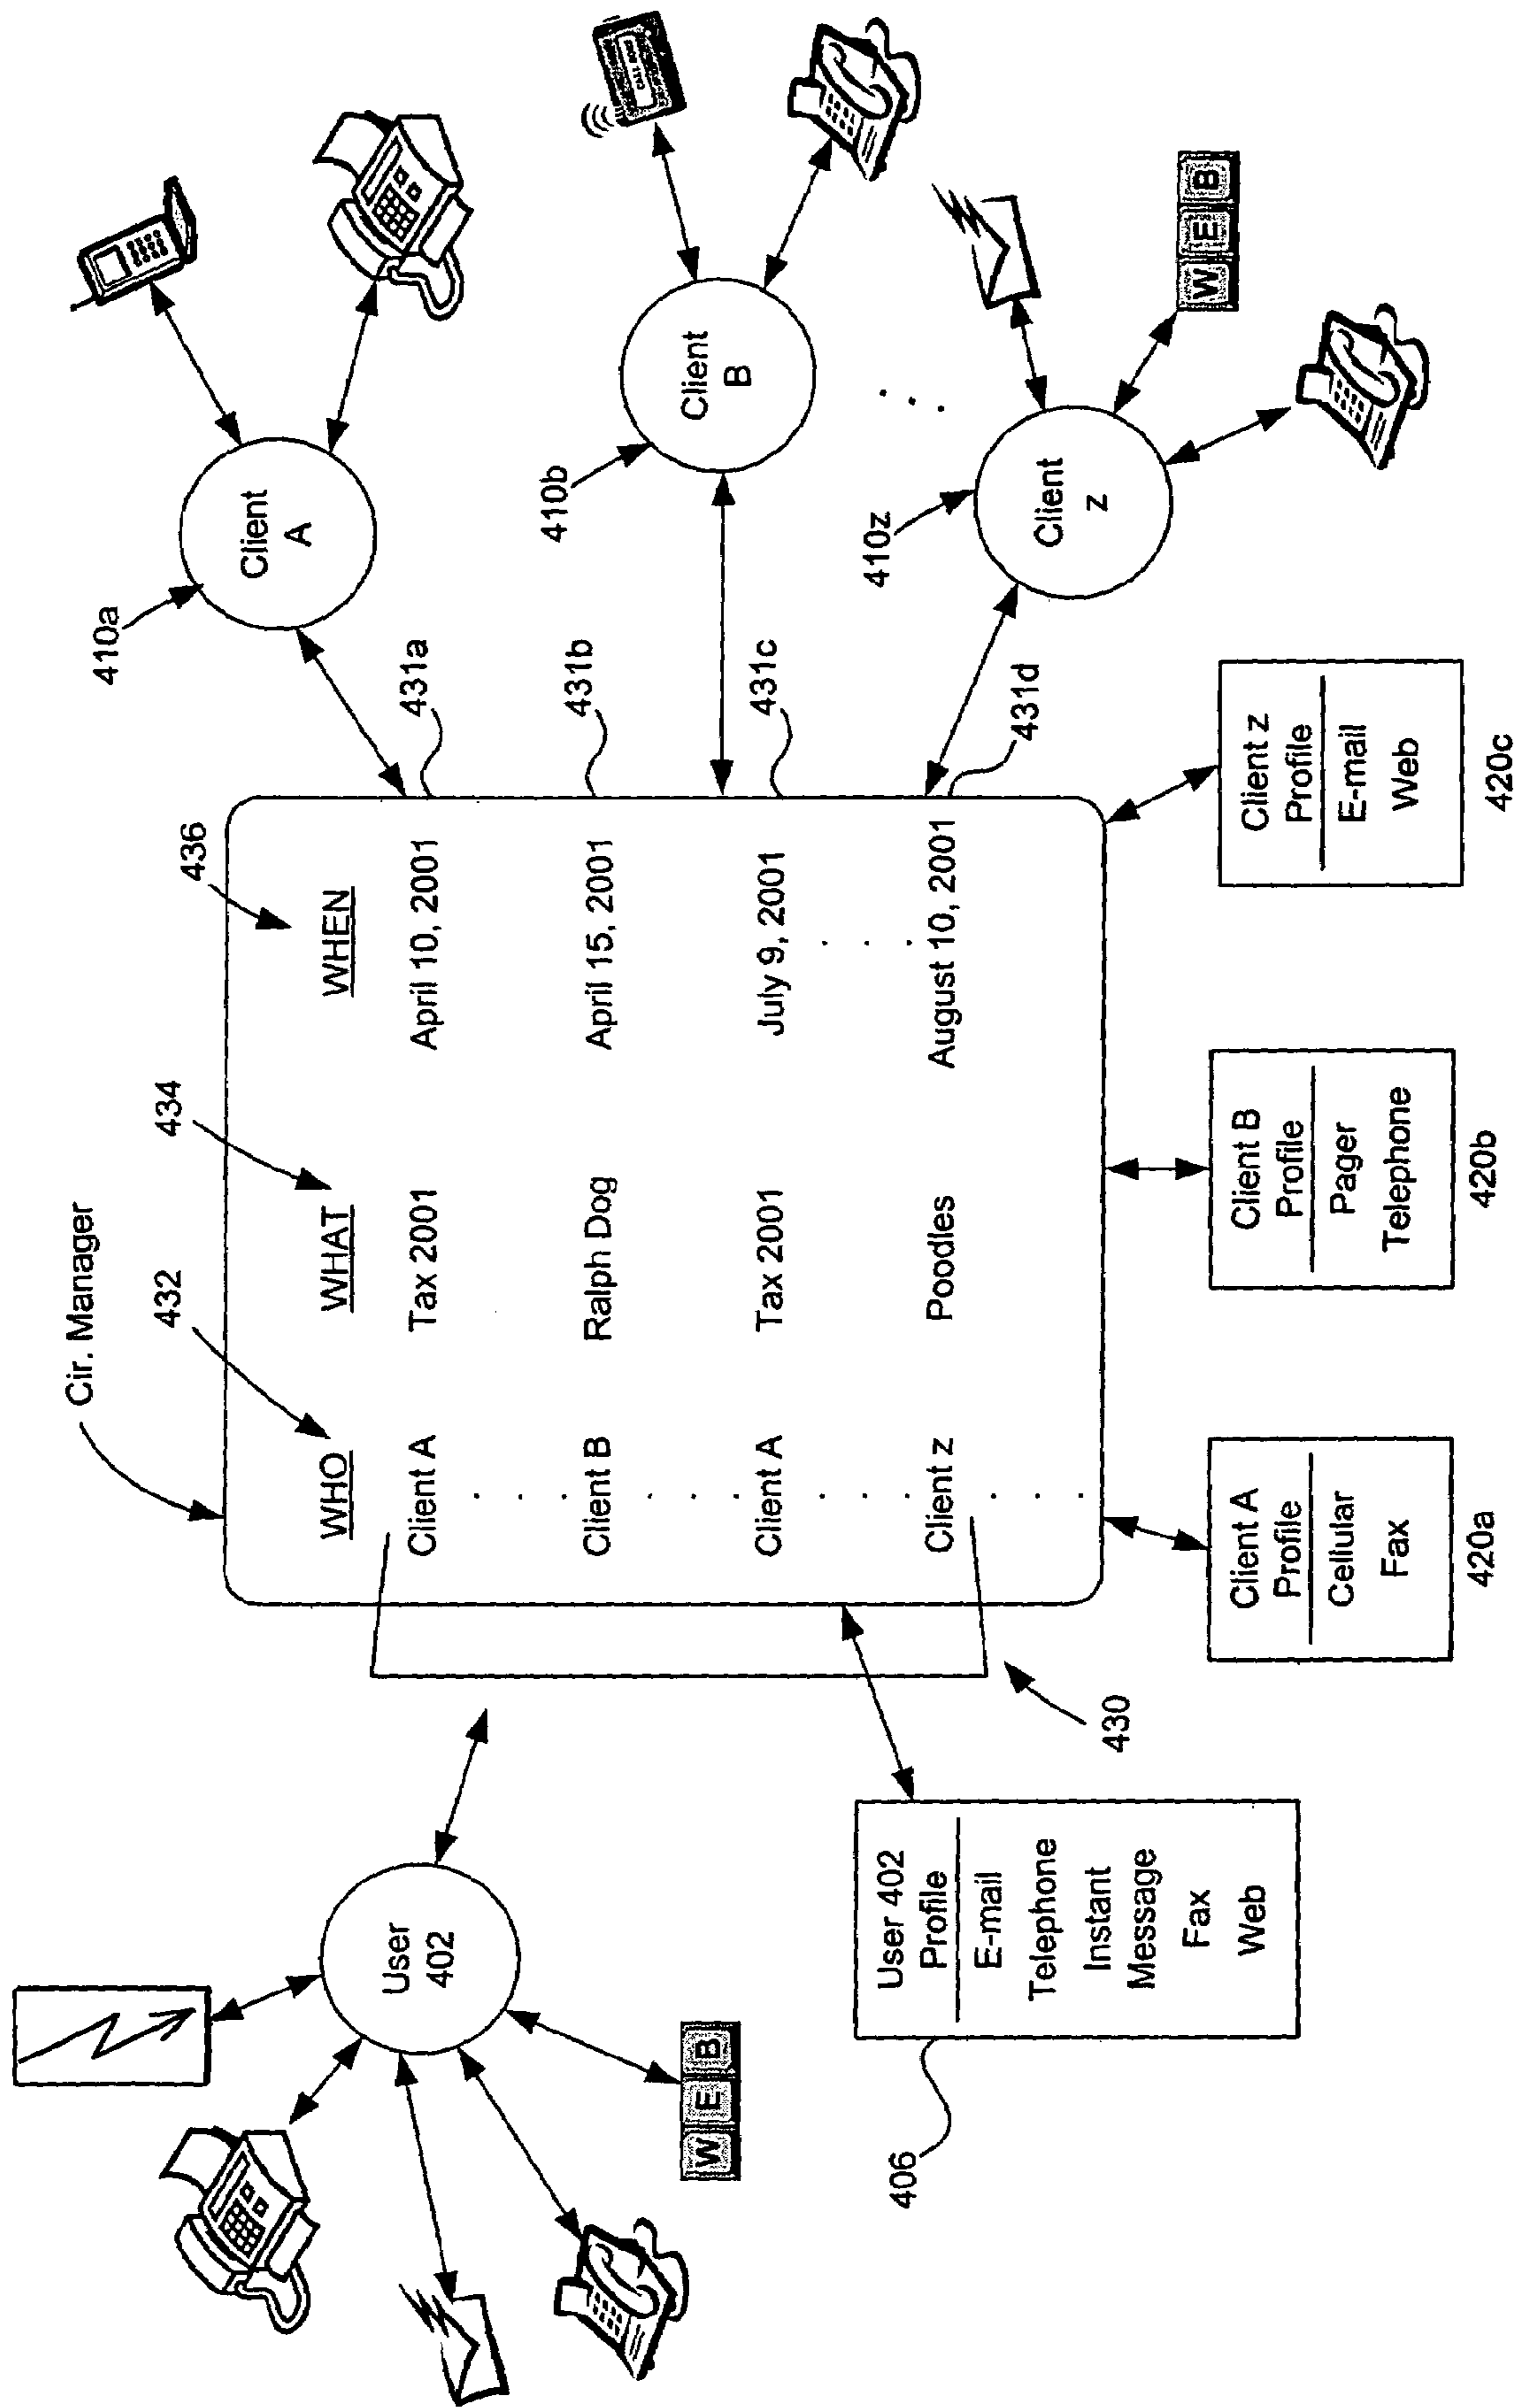 Cir. Manager
432
434
436
WHO
WHAT
WHEN
Client A
Tax 2001
April 10, 2001
Client B
Ralph Dog
April 15, 2001
Client A
Tax 2001
July 9, 2001
Client z
Poodles
August 10, 2001
431a
431b
431c
431d
430
User
402
W E B
User 402
Profile
E-mail
Telephone
Instant
Message
Fax
Web
406
Client A
Profile
Cellular
Fax
420a
Client B
Profile
Pager
Telephone
420b
Client z
Profile
E-mail
Web
420c
410a
Client
A
410b
Client
B
CALL HOME
410z
Client
z
W E B